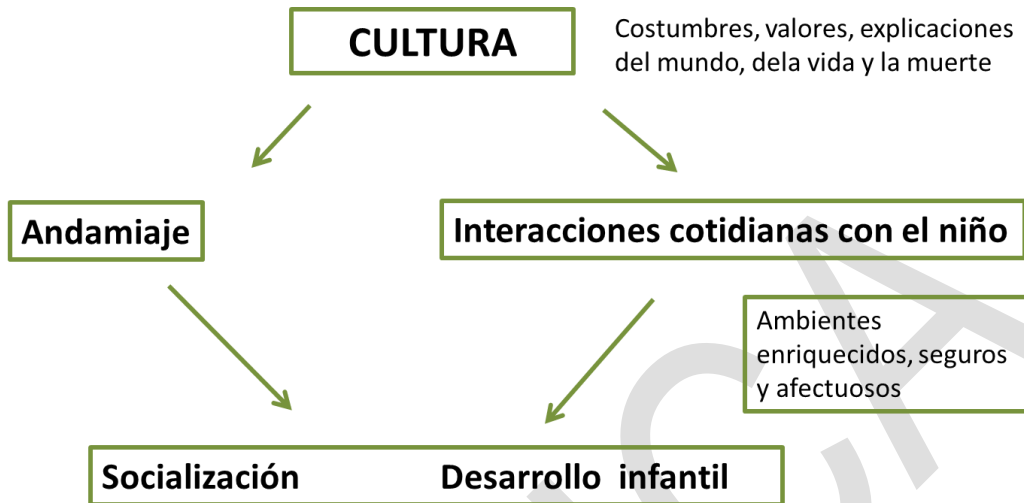 CULTURA
Costumbres, valores, explicaciones
del mundo, dela vida y la muerte
Andamiaje
Interacciones cotidianas con el niño
Ambientes
enriquecidos, seguros
y afectuosos
Socialización Desarrollo infantil